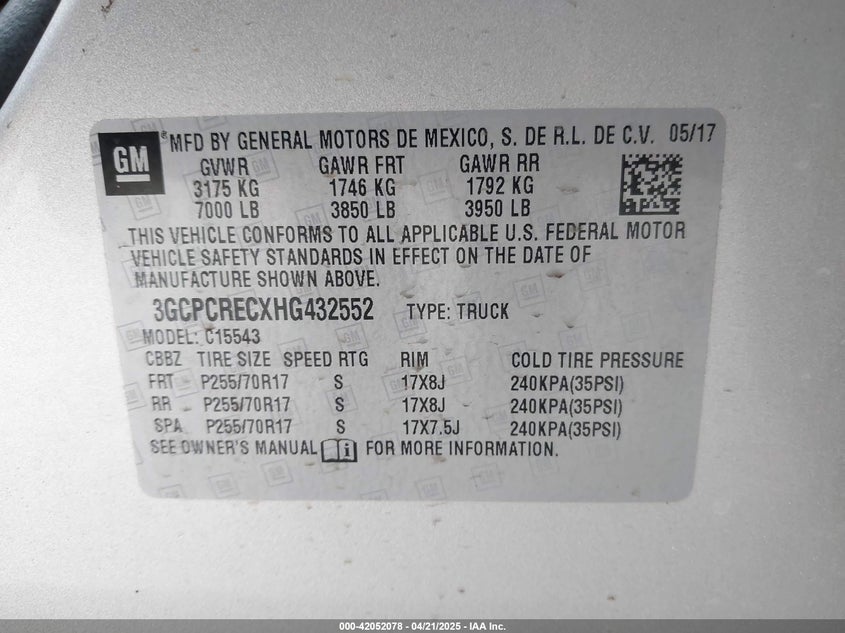 GM ® MFD BY GENERAL MOTORS DE MEXICO, S. DE R.L. DE C.V. 05/17
GVWR GAWR FRT GAWR RR
3175 KG 1746 KG 1792 KG
7000 LB 3850 LB 3950 LB
THIS VEHICLE CONFORMS TO ALL APPLICABLE U.S. FEDERAL MOTOR
VEHICLE SAFETY STANDARDS IN EFFECT ON THE DATE OF
MANUFACTURE SHOWN ABOVE.
3GCPCRECXHG432552 TYPE: TRUCK
MODEL: C15543
CBBZ TIRE SIZE SPEED RTG RIM COLD TIRE PRESSURE
FRT P255/70R17 S 17X8J 240KPA(35PSI)
RR P255/70R17 S 17X8J 240KPA(35PSI)
SPA P255/70R17 S 17X7.5J 240KPA(35PSI)
SEE OWNER'S MANUAL i FOR MORE INFORMATION.
000-42052078 - 04/21/2025 - IAA Inc.